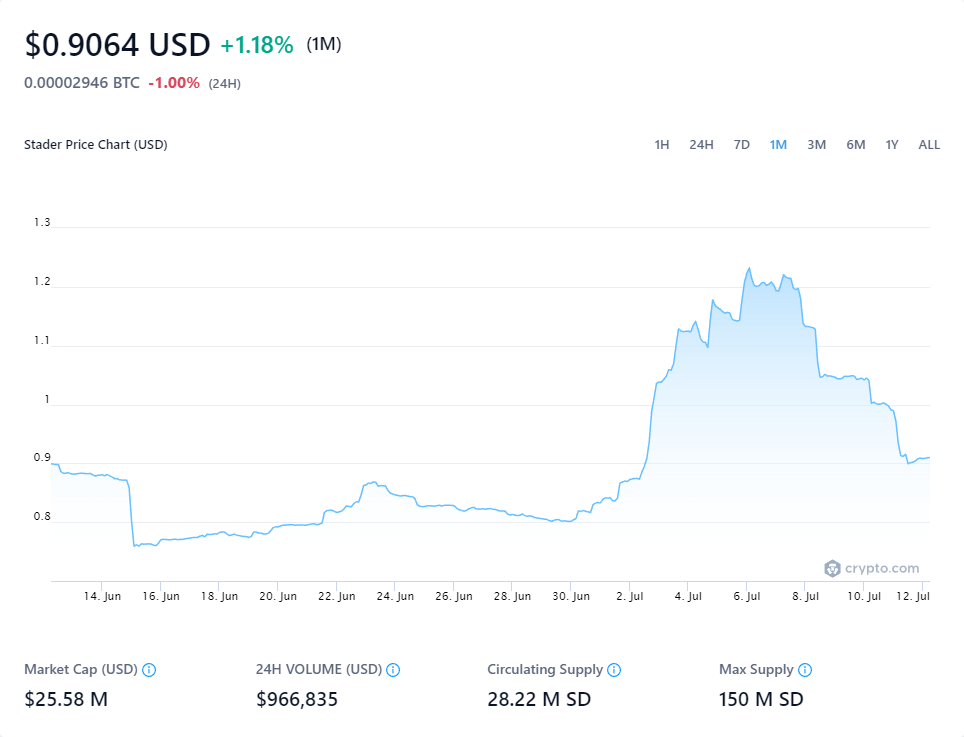 $0.9064 USD +1.18% (1M)
0.00002946 BTC -1.00% (24H)
Stader Price Chart (USD) 1H 24H 7D 1M 3M 6M 1Y ALL
1.3
1.2
1.1
1
0.9
0.8
crypto.com
14. Jun 16. Jun 18. Jun 20. Jun 22. Jun 24. Jun 26. Jun 28. Jun 30. Jun 2. Jul 4. Jul 6. Jul 8. Jul 10. Jul 12. Jul
Market Cap (USD) 24H VOLUME (USD) Circulating Supply Max Supply
$25.58 M $966,835 28.22 M SD 150 M SD